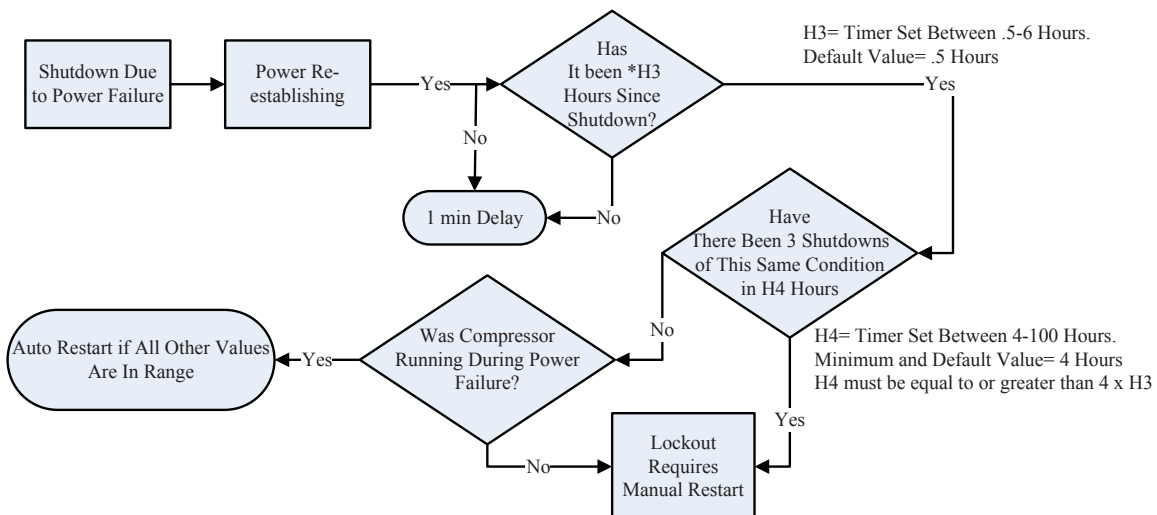 Shutdown Due
to Power Failure
Power Re-
establishing
Yes
No
1 min Delay
Has
It been *H3
Hours Since
Shutdown?
No
Yes
H3= Timer Set Between .5-6 Hours.
Default Value= .5 Hours
Have
There Been 3 Shutdowns
of This Same Condition
in H4 Hours
No
Yes
H4= Timer Set Between 4-100 Hours.
Minimum and Default Value= 4 Hours
H4 must be equal to or greater than 4 x H3
Was Compressor
Running During Power
Failure?
Yes
No
Auto Restart if All Other Values
Are In Range
Lockout
Requires
Manual Restart